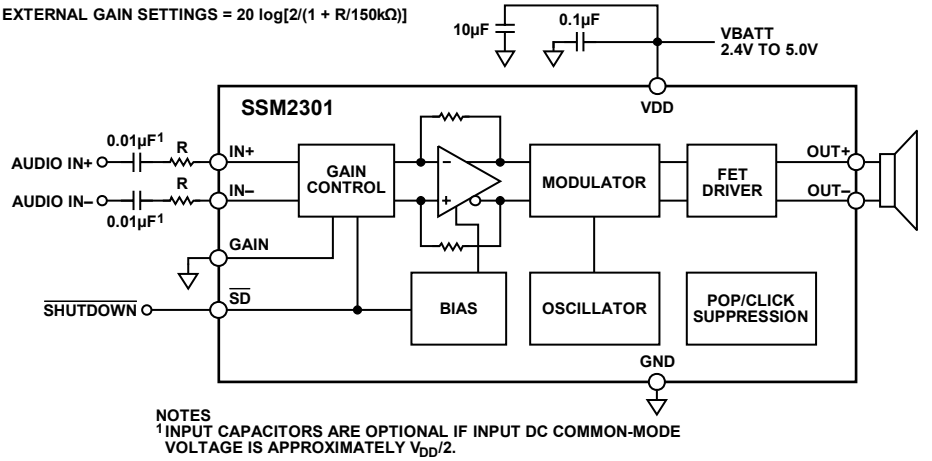 EXTERNAL GAIN SETTINGS = 20 log[2/(1 + R/150kΩ)]
10µF
0.1µF
VBATT
2.4V TO 5.0V
VDD
SSM2301
0.01µF¹
R
AUDIO IN+
IN+
AUDIO IN–
R
IN–
0.01µF¹
GAIN
CONTROL
MODULATOR
FET
DRIVER
OUT+
OUT–
GAIN
SHUTDOWN
SD
BIAS
OSCILLATOR
POP/CLICK
SUPPRESSION
GND
NOTES
¹INPUT CAPACITORS ARE OPTIONAL IF INPUT DC COMMON-MODE
VOLTAGE IS APPROXIMATELY VDD/2.